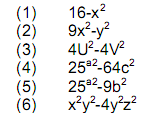 (1) 16-x²
(2) 9x²-y²
(3) 4U²-4V²
(4) 25ᵃ²-64c²
(5) 25ᵃ²-9b²
(6) x²y²-4y²z²